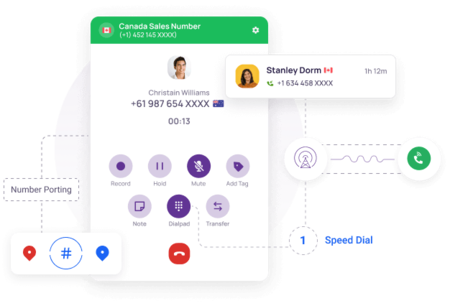 Canada Sales Number
(+1) 452 145 XXXX)
Stanley Dorm
1h 12m
+1 634 458 XXXX
Christain Williams
+61 987 654 XXXX
00:13
Record
Hold
Mute
Add Tag
Number Porting
Note
Dialpad
Transfer
#
1
Speed Dial